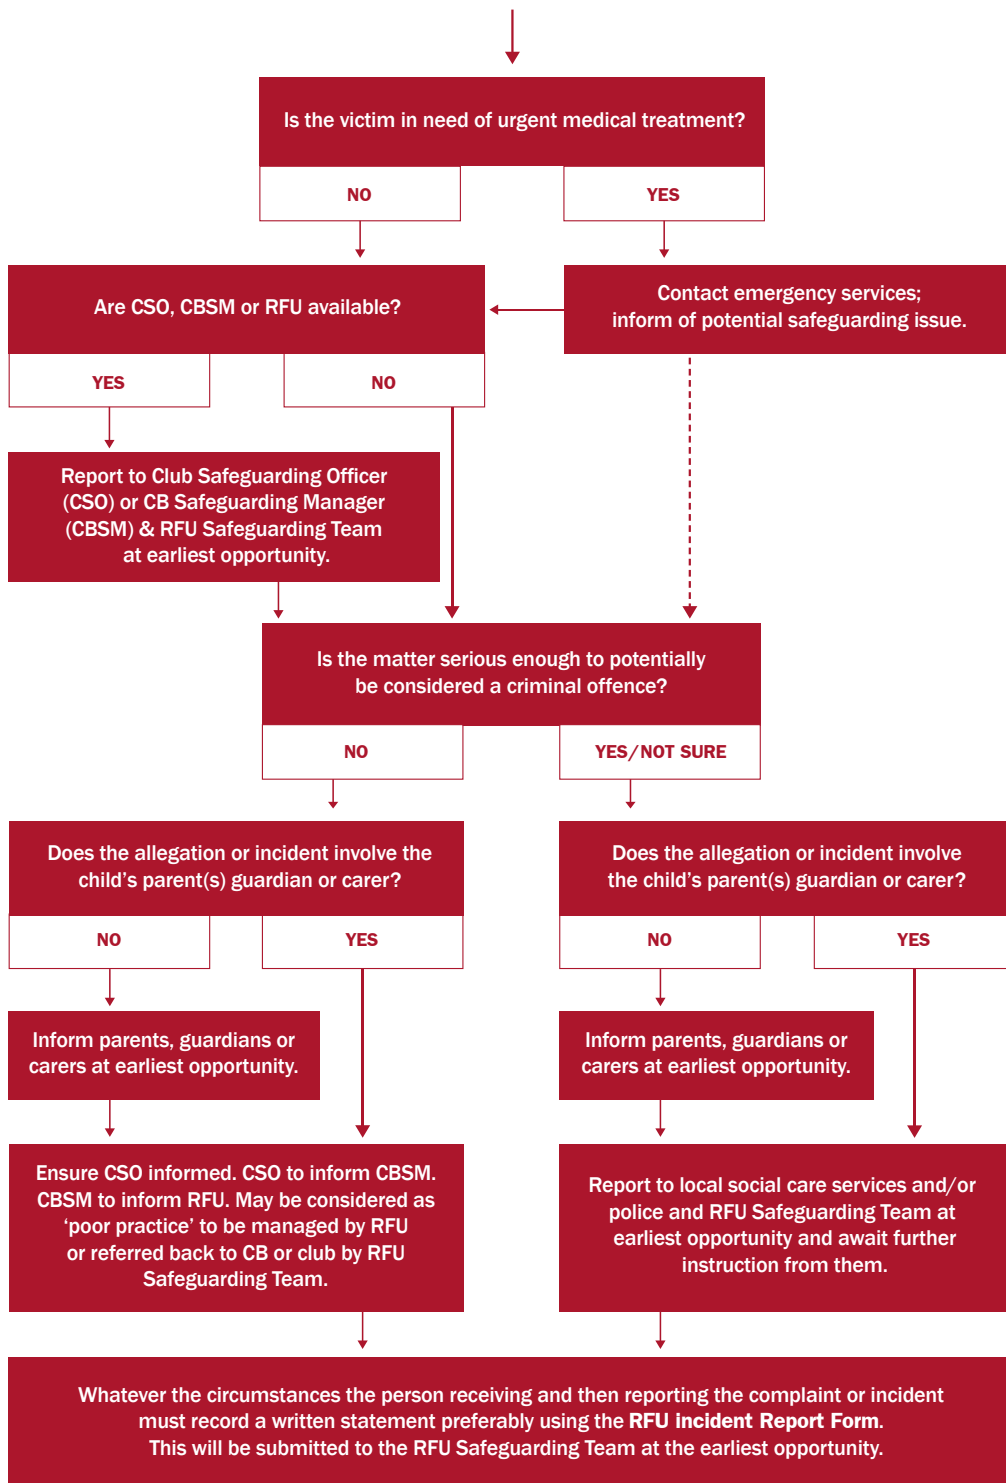 Is the victim in need of urgent medical treatment?
NO
YES
Are CSO, CBSM or RFU available?
Contact emergency services;
inform of potential safeguarding issue.
YES
NO
Report to Club Safeguarding Officer
(CSO) or CB Safeguarding Manager
(CBSM) & RFU Safeguarding Team
at earliest opportunity.
Is the matter serious enough to potentially
be considered a criminal offence?
NO
YES/NOT SURE
Does the allegation or incident involve the
child's parent(s) guardian or carer?
Does the allegation or incident involve
the child's parent(s) guardian or carer?
NO
YES
NO
YES
Inform parents, guardians or
carers at earliest opportunity.
Inform parents, guardians or
carers at earliest opportunity.
Ensure CSO informed. CSO to inform CBSM.
CBSM to inform RFU. May be considered as
‘poor practice’ to be managed by RFU
or referred back to CB or club by RFU
Safeguarding Team.
Report to local social care services and/or
police and RFU Safeguarding Team at
earliest opportunity and await further
instruction from them.
Whatever the circumstances the person receiving and then reporting the complaint or incident
must record a written statement preferably using the RFU incident Report Form.
This will be submitted to the RFU Safeguarding Team at the earliest opportunity.